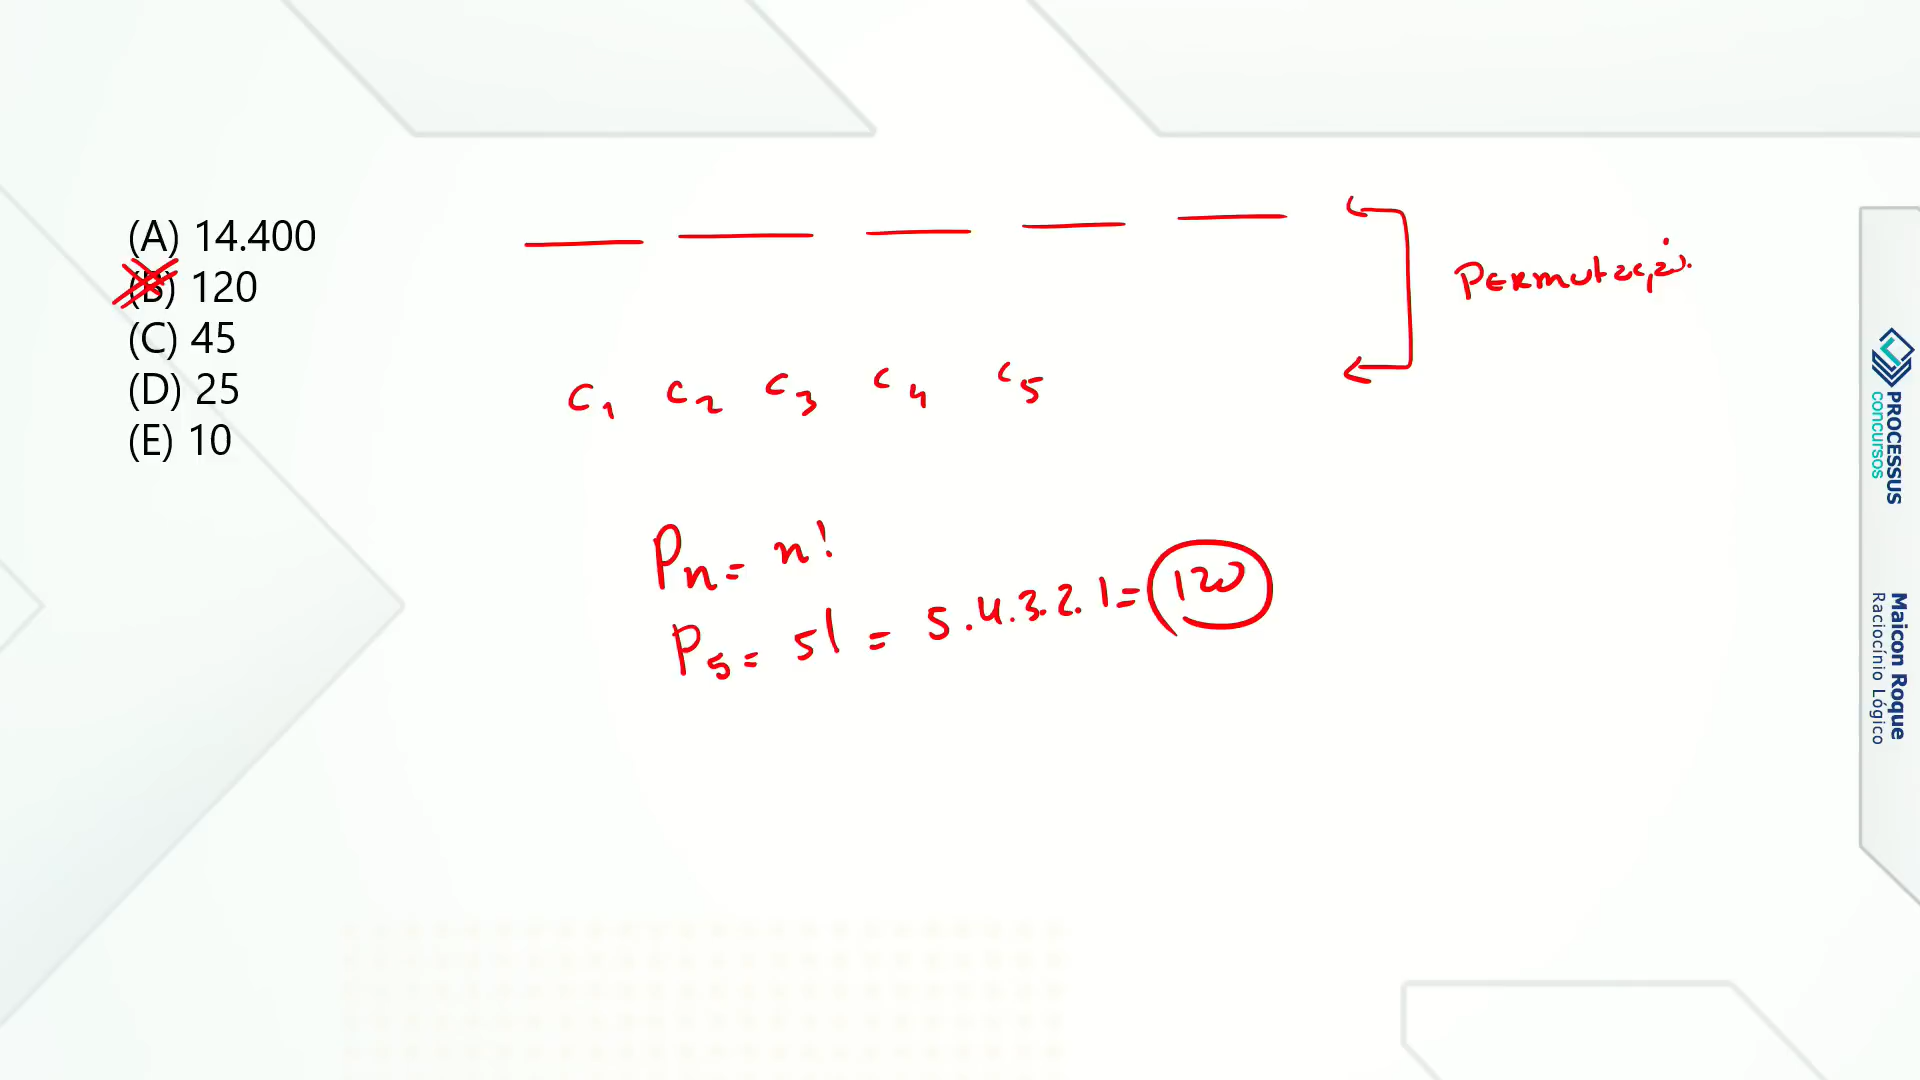 (A) 14.400
(B) 120
(C) 45
(D) 25
(E) 10
Permutação.
C1 C2 C3 C4 C5
Pn = n!
P5 = 5! = 5.4.3.2.1 = 120
PROCESSUS
concursos
Maicon Roque
Raciocínio Lógico